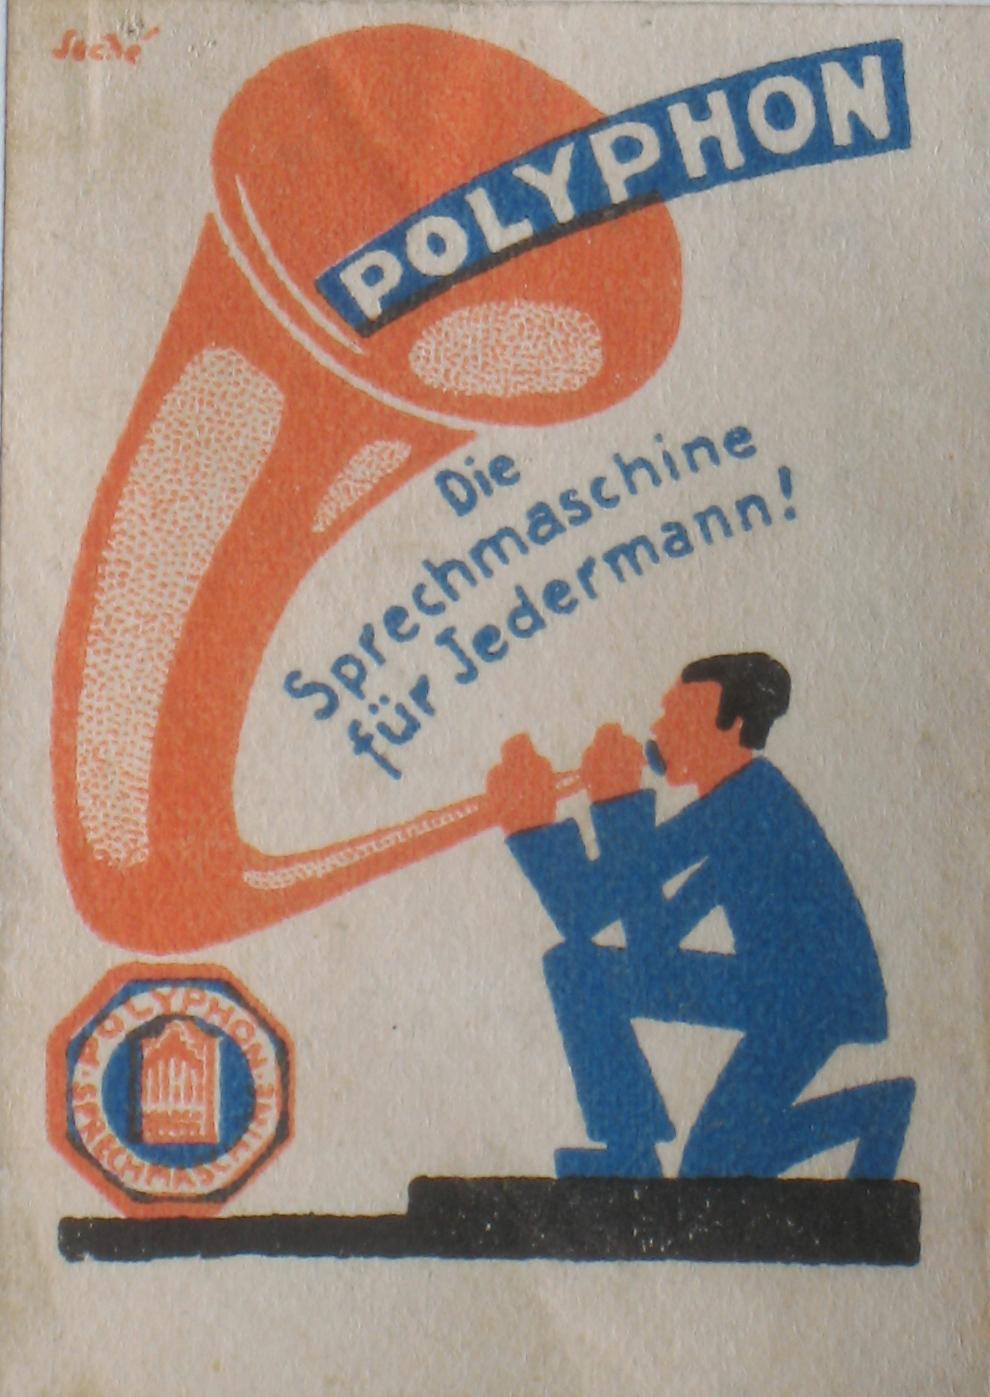 POLYPHON
Die
Sprechmaschine
für Jedermann!
POLYPHON
SPRECHMASCHINE